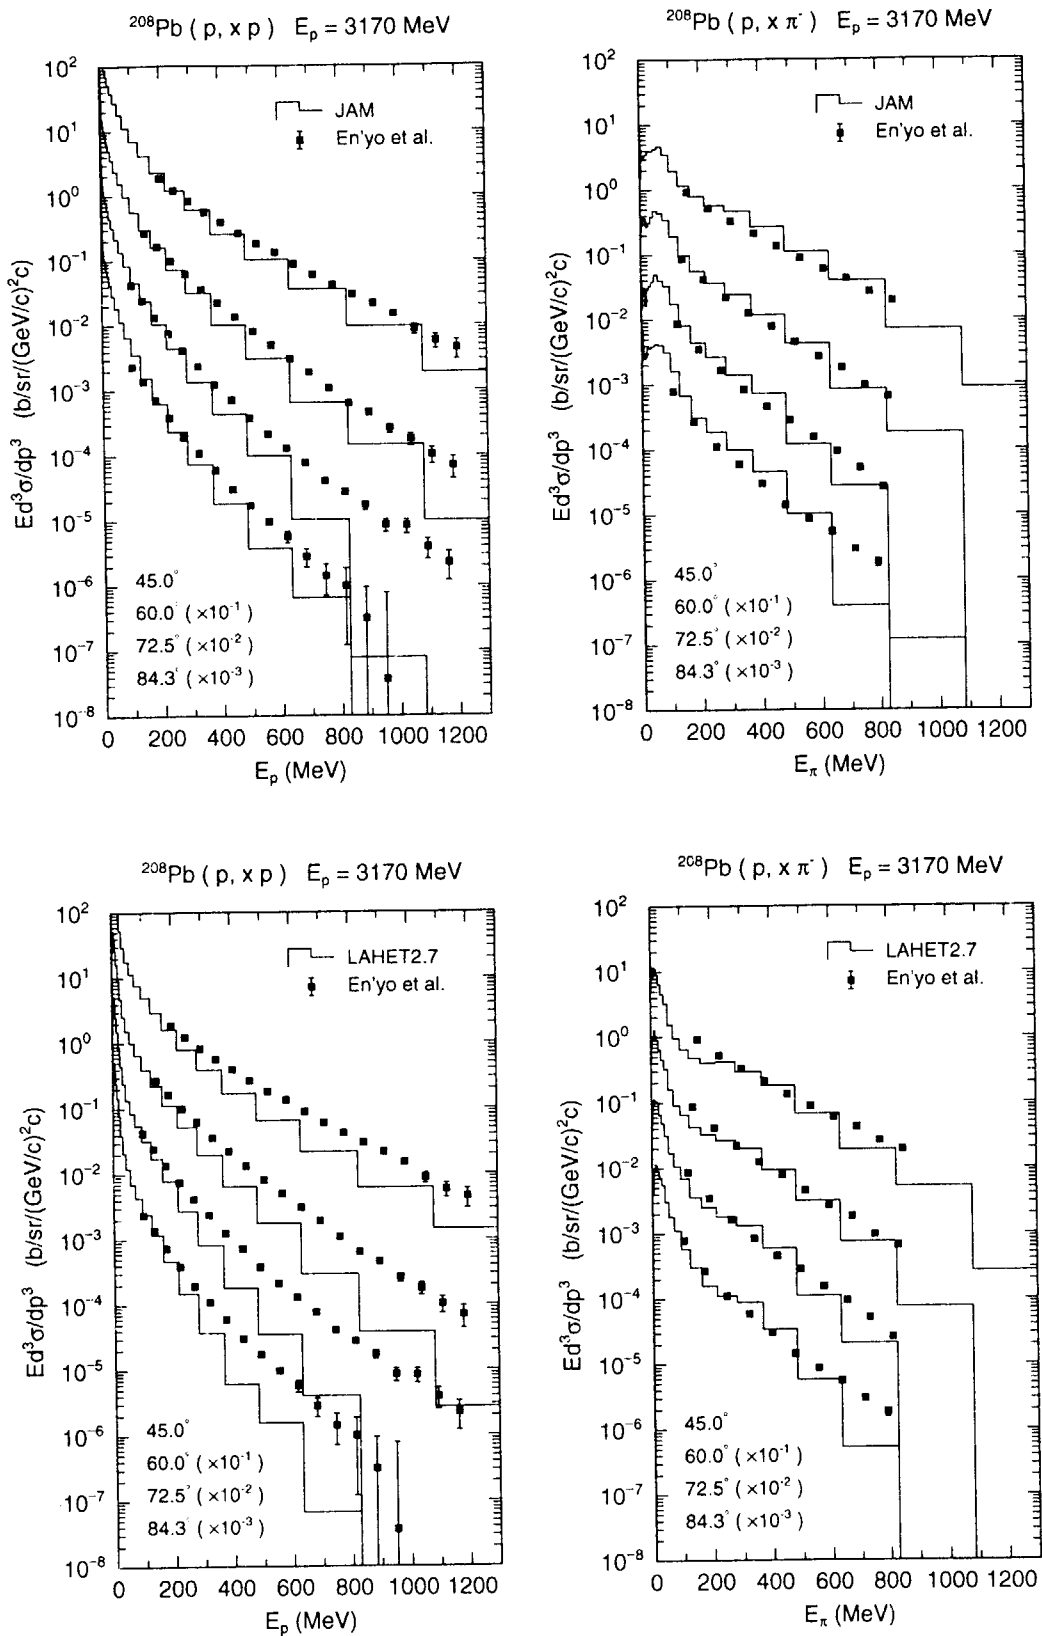 ²⁰⁸Pb ( p, x p ) Eₚ = 3170 MeV
JAM
En'yo et al.
10²
10¹
10⁰
10⁻¹
10⁻²
10⁻³
10⁻⁴
10⁻⁵
10⁻⁶
10⁻⁷
10⁻⁸
Ed³σ/dp³ (b/sr/(GeV/c)²c)
45.0°
60.0° (×10⁻¹)
72.5° (×10⁻²)
84.3° (×10⁻³)
0 200 400 600 800 1000 1200
Eₚ (MeV)
²⁰⁸Pb ( p, x π⁻ ) Eₚ = 3170 MeV
JAM
En'yo et al.
10²
10¹
10⁰
10⁻¹
10⁻²
10⁻³
10⁻⁴
10⁻⁵
10⁻⁶
10⁻⁷
10⁻⁸
Ed³σ/dp³ (b/sr/(GeV/c)²c)
45.0°
60.0° (×10⁻¹)
72.5° (×10⁻²)
84.3° (×10⁻³)
0 200 400 600 800 1000 1200
E_π (MeV)
²⁰⁸Pb ( p, x p ) Eₚ = 3170 MeV
LAHET2.7
En'yo et al.
10²
10¹
10⁰
10⁻¹
10⁻²
10⁻³
10⁻⁴
10⁻⁵
10⁻⁶
10⁻⁷
10⁻⁸
Ed³σ/dp³ (b/sr/(GeV/c)²c)
45.0°
60.0° (×10⁻¹)
72.5° (×10⁻²)
84.3° (×10⁻³)
0 200 400 600 800 1000 1200
Eₚ (MeV)
²⁰⁸Pb ( p, x π⁻ ) Eₚ = 3170 MeV
LAHET2.7
En'yo et al.
10²
10¹
10⁰
10⁻¹
10⁻²
10⁻³
10⁻⁴
10⁻⁵
10⁻⁶
10⁻⁷
10⁻⁸
Ed³σ/dp³ (b/sr/(GeV/c)²c)
45.0°
60.0° (×10⁻¹)
72.5° (×10⁻²)
84.3° (×10⁻³)
0 200 400 600 800 1000 1200
E_π (MeV)